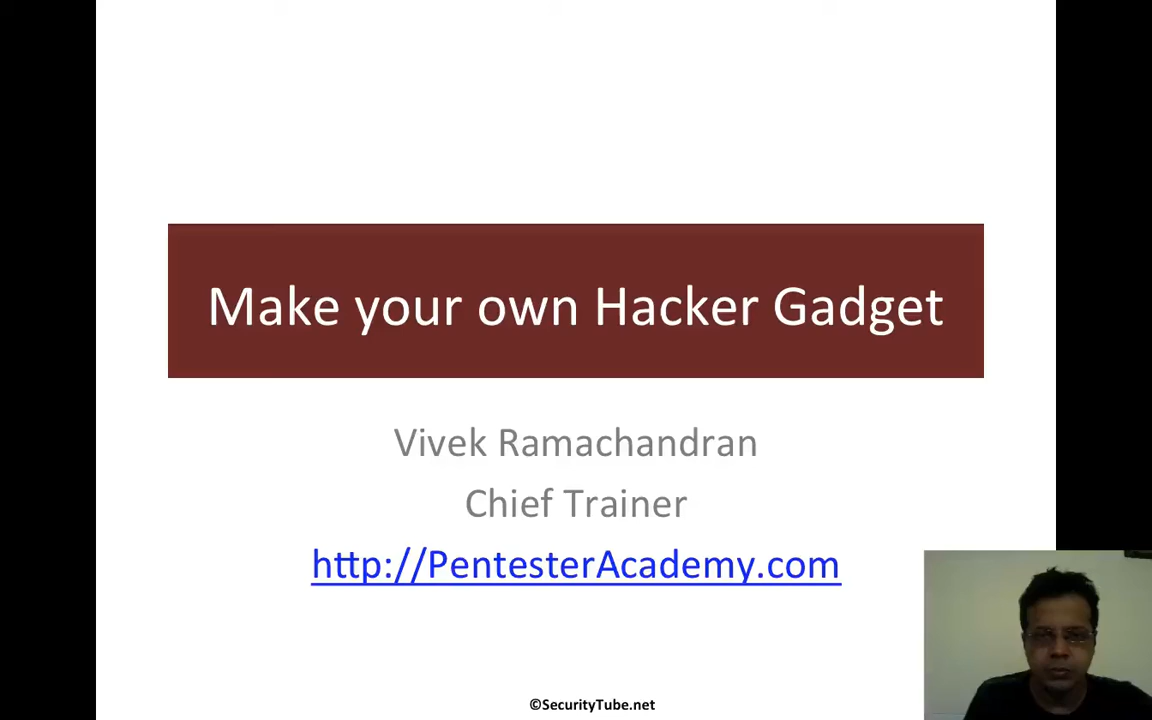 Make your own Hacker Gadget
Vivek Ramachandran
Chief Trainer
http://PentesterAcademy.com
©SecurityTube.net